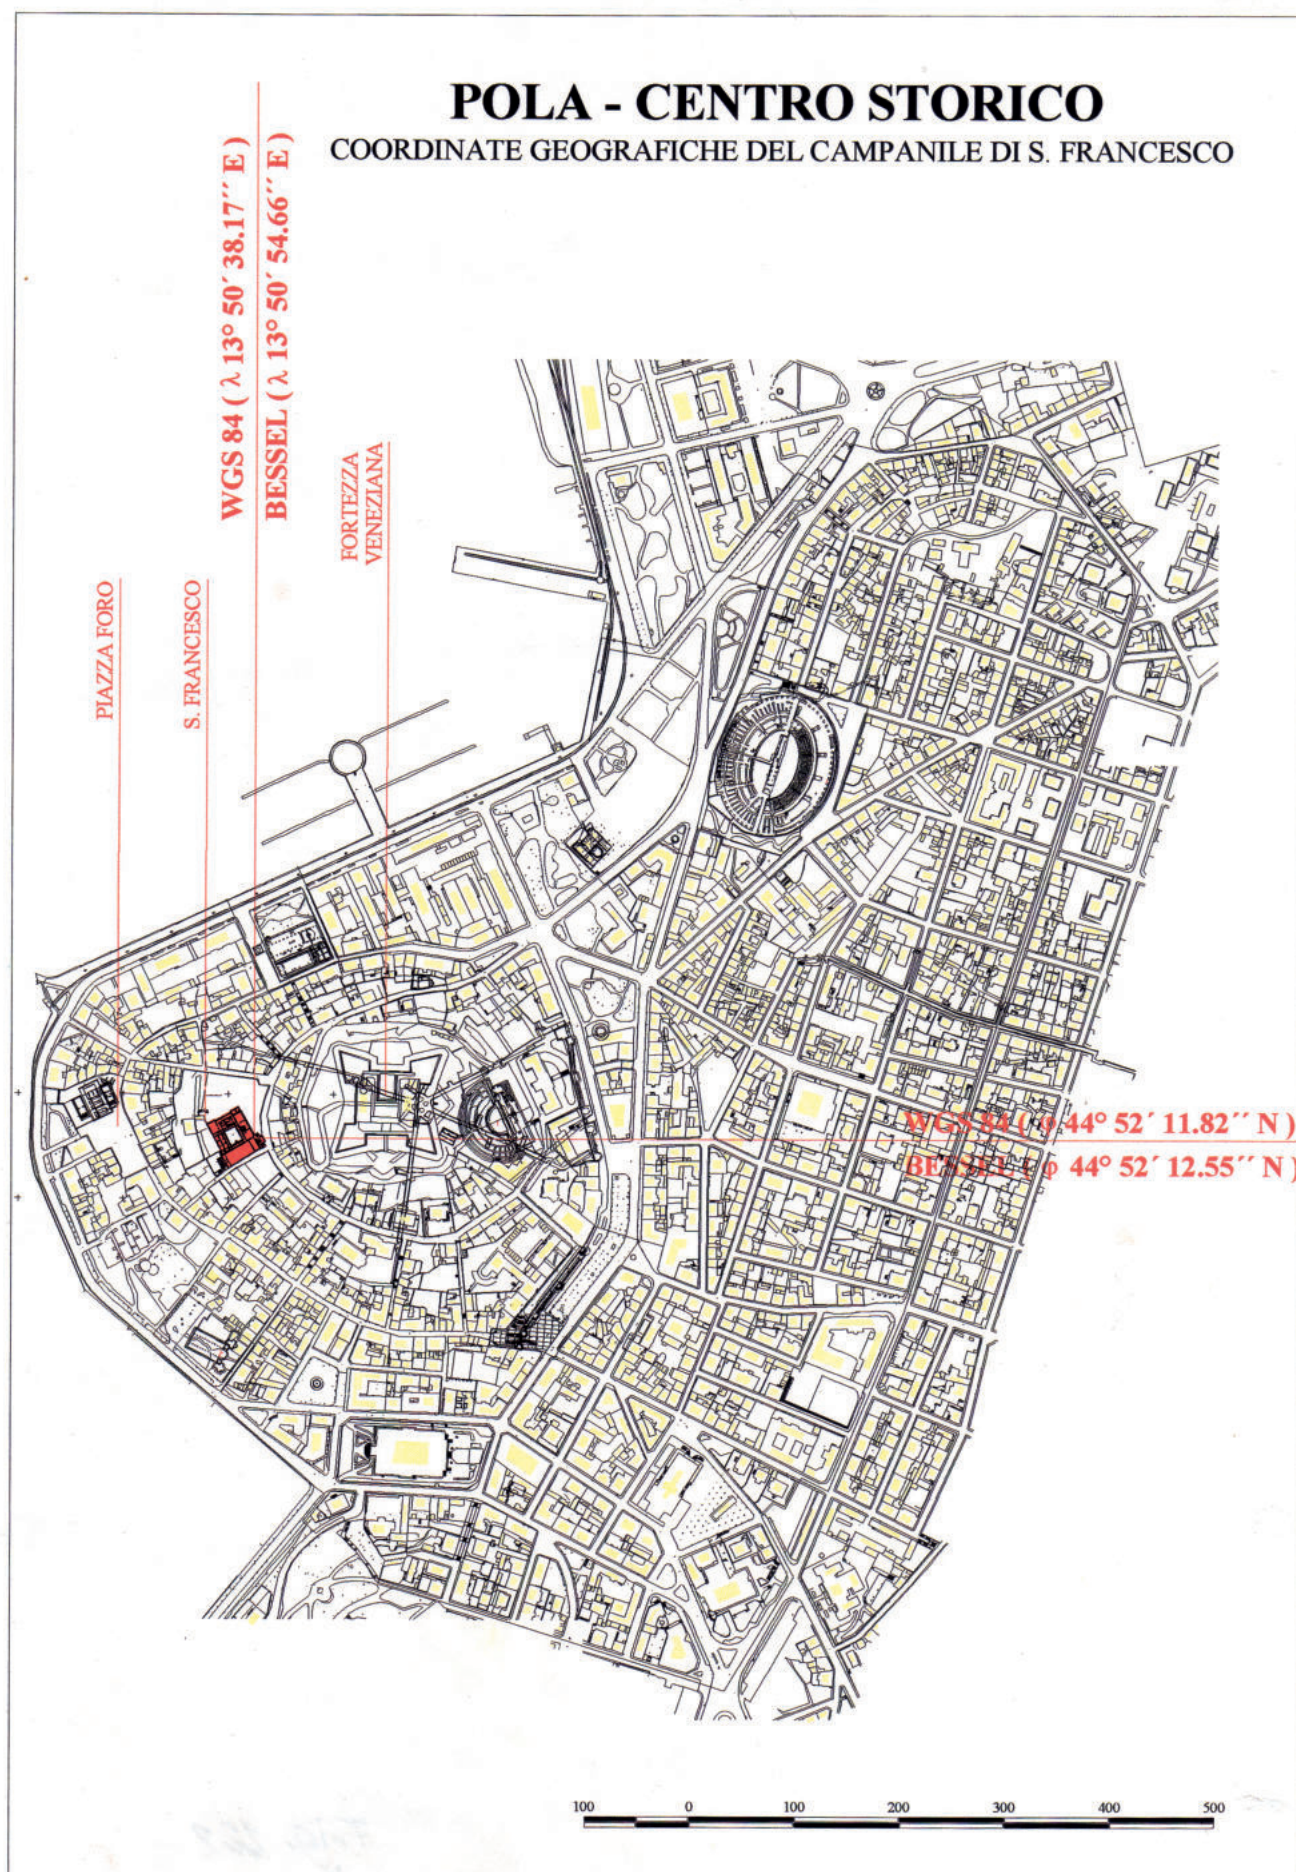 POLA - CENTRO STORICO
COORDINATE GEOGRAFICHE DEL CAMPANILE DI S. FRANCESCO
WGS 84 ( λ 13° 50´ 38.17´´ E )
BESSEL ( λ 13° 50´ 54.66´´ E )
FORTEZZA
VENEZIANA
PIAZZA FORO
S. FRANCESCO
WGS 84 ( φ 44° 52´ 11.82´´ N )
BESSEL ( φ 44° 52´ 12.55´´ N )
100 0 100 200 300 400 500